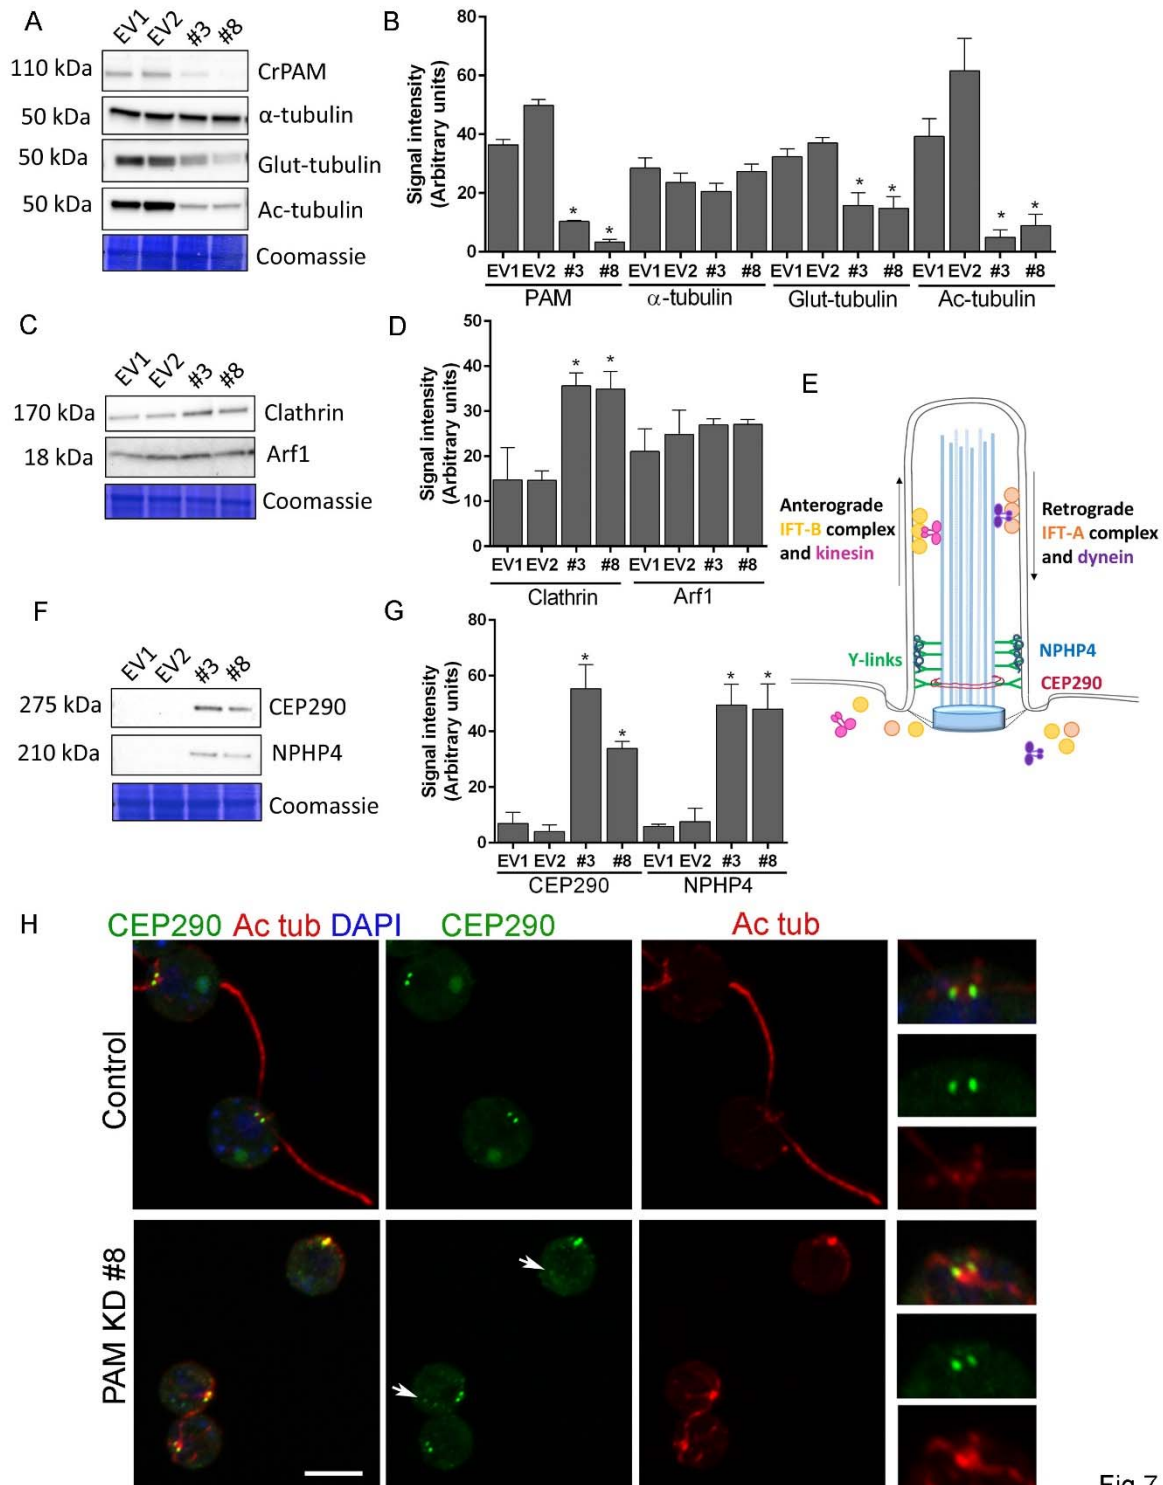 A
EV1 EV2 #3 #8
110 kDa CrPAM
50 kDa α-tubulin
50 kDa Glut-tubulin
50 kDa Ac-tubulin
Coomassie
B
Signal intensity
(Arbitrary units)
80
60
40
20
0
EV1 EV2 #3 #8 EV1 EV2 #3 #8 EV1 EV2 #3 #8 EV1 EV2 #3 #8
* * * * * *
PAM α-tubulin Glut-tubulin Ac-tubulin
C
EV1 EV2 #3 #8
170 kDa Clathrin
18 kDa Arf1
Coomassie
D
Signal intensity
(Arbitrary units)
50
40
30
20
10
0
* *
EV1 EV2 #3 #8 EV1 EV2 #3 #8
Clathrin Arf1
E
Anterograde
IFT-B complex
and kinesin
Retrograde
IFT-A complex
and dynein
Y-links
NPHP4
CEP290
F
EV1 EV2 #3 #8
275 kDa CEP290
210 kDa NPHP4
Coomassie
G
Signal intensity
(Arbitrary units)
80
60
40
20
0
* * * *
EV1 EV2 #3 #8 EV1 EV2 #3 #8
CEP290 NPHP4
H
CEP290 Ac tub DAPI
CEP290
Ac tub
Control
PAM KD #8
Fig 7